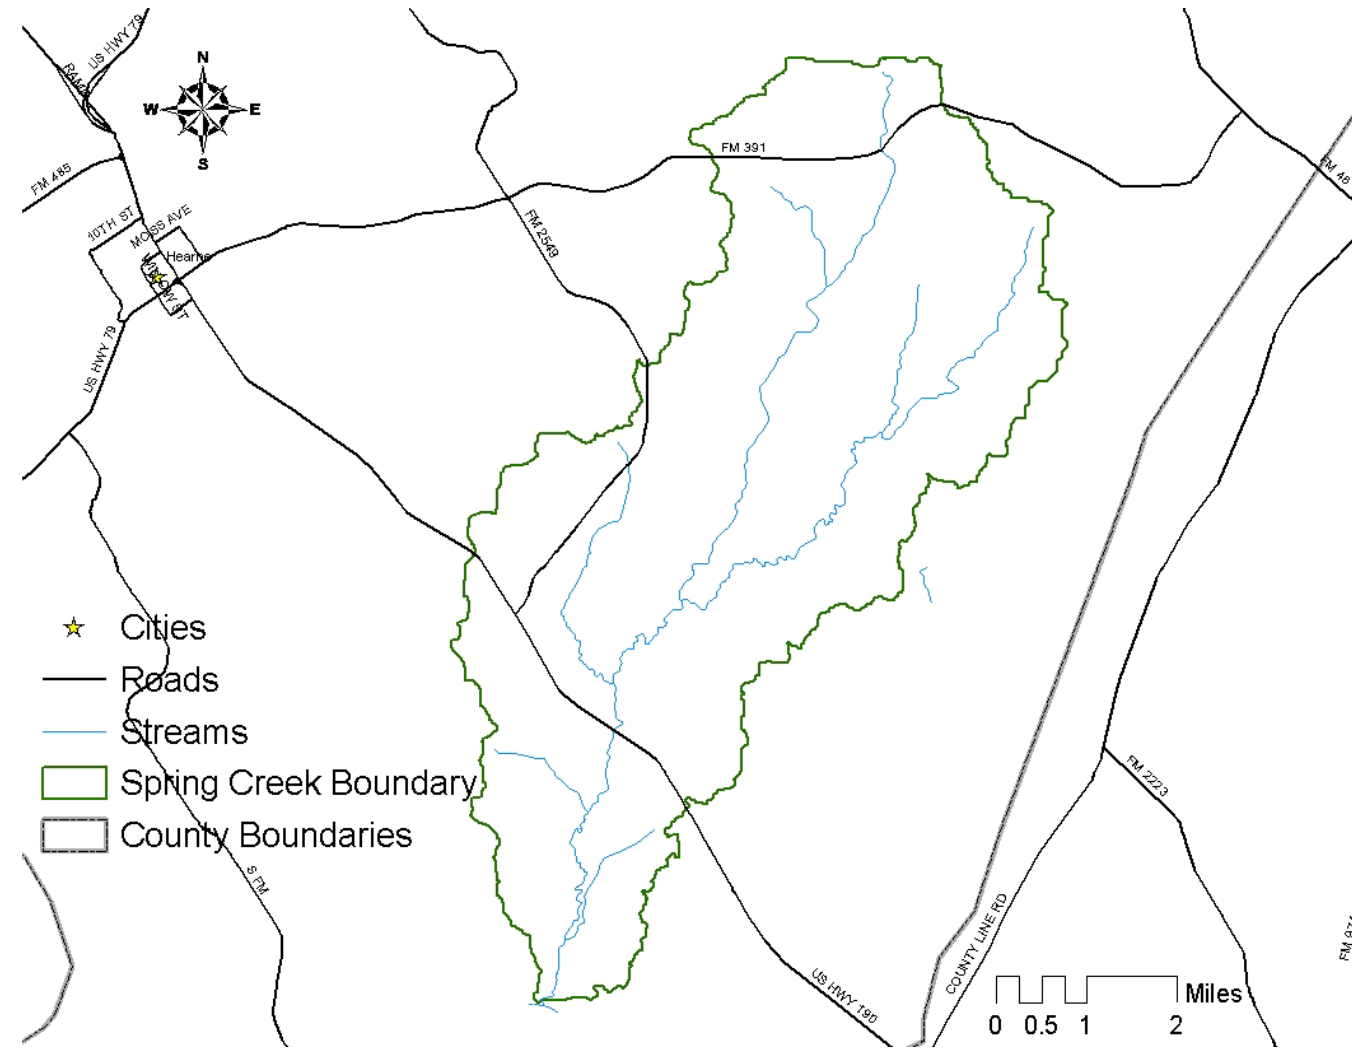 US HWY 79
RAMP
N
W
E
S
FM 485
FM 391
FM 48
10TH ST
MOSS AVE
Hearne
FM 2549
US HWY 79
Cities
Roads
Streams
Spring Creek Boundary
County Boundaries
FM 2223
S FM
COUNTY LINE RD
US HWY 190
Miles
0 0.5 1 2